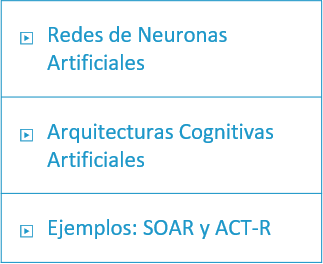 Redes de Neuronas
Artificiales
Arquitecturas Cognitivas
Artificiales
Ejemplos: SOAR y ACT-R